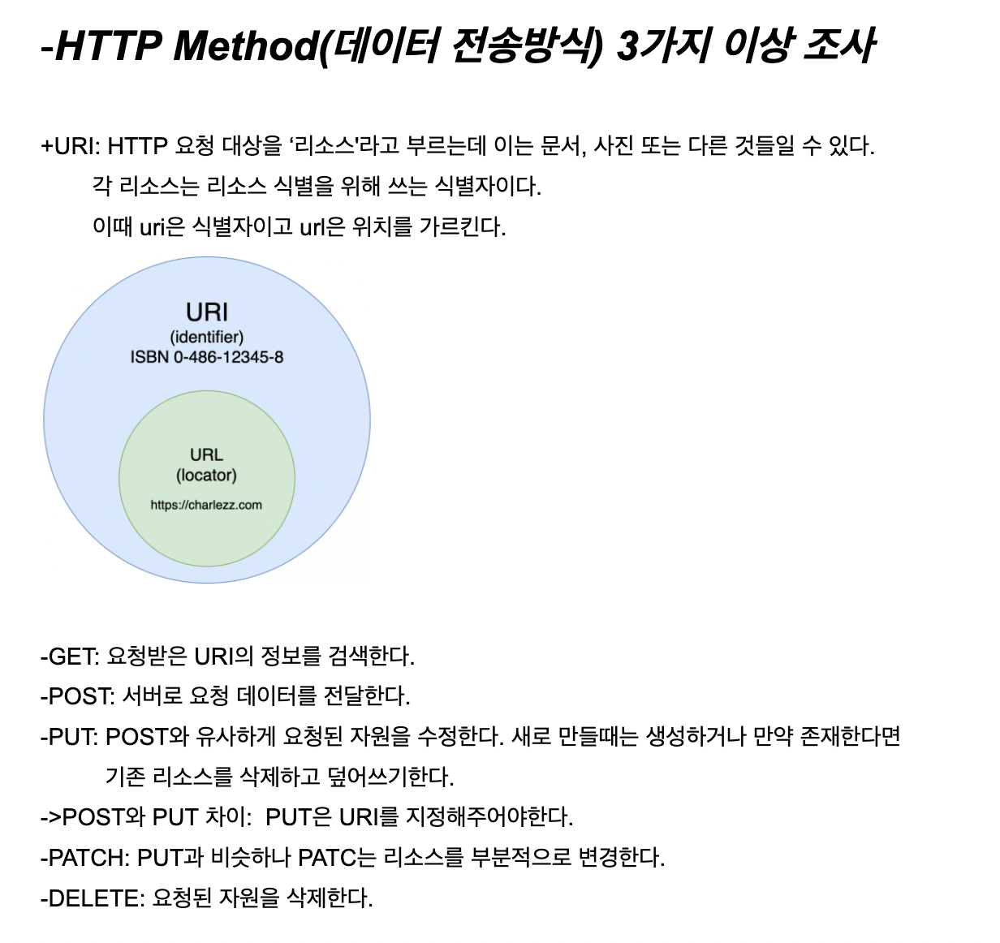 -HTTP Method(데이터 전송방식) 3가지 이상 조사
+URI: HTTP 요청 대상을 ‘리소스'라고 부르는데 이는 문서, 사진 또는 다른 것들일 수 있다.
각 리소스는 리소스 식별을 위해 쓰는 식별자이다.
이때 uri은 식별자이고 url은 위치를 가르킨다.
URI
(identifier)
ISBN 0-486-12345-8
URL
(locator)
https://charlezz.com
-GET: 요청받은 URI의 정보를 검색한다.
-POST: 서버로 요청 데이터를 전달한다.
-PUT: POST와 유사하게 요청된 자원을 수정한다. 새로 만들때는 생성하거나 만약 존재한다면
기존 리소스를 삭제하고 덮어쓰기한다.
->POST와 PUT 차이:  PUT은 URI를 지정해주어야한다.
-PATCH: PUT과 비슷하나 PATC는 리소스를 부분적으로 변경한다.
-DELETE: 요청된 자원을 삭제한다.